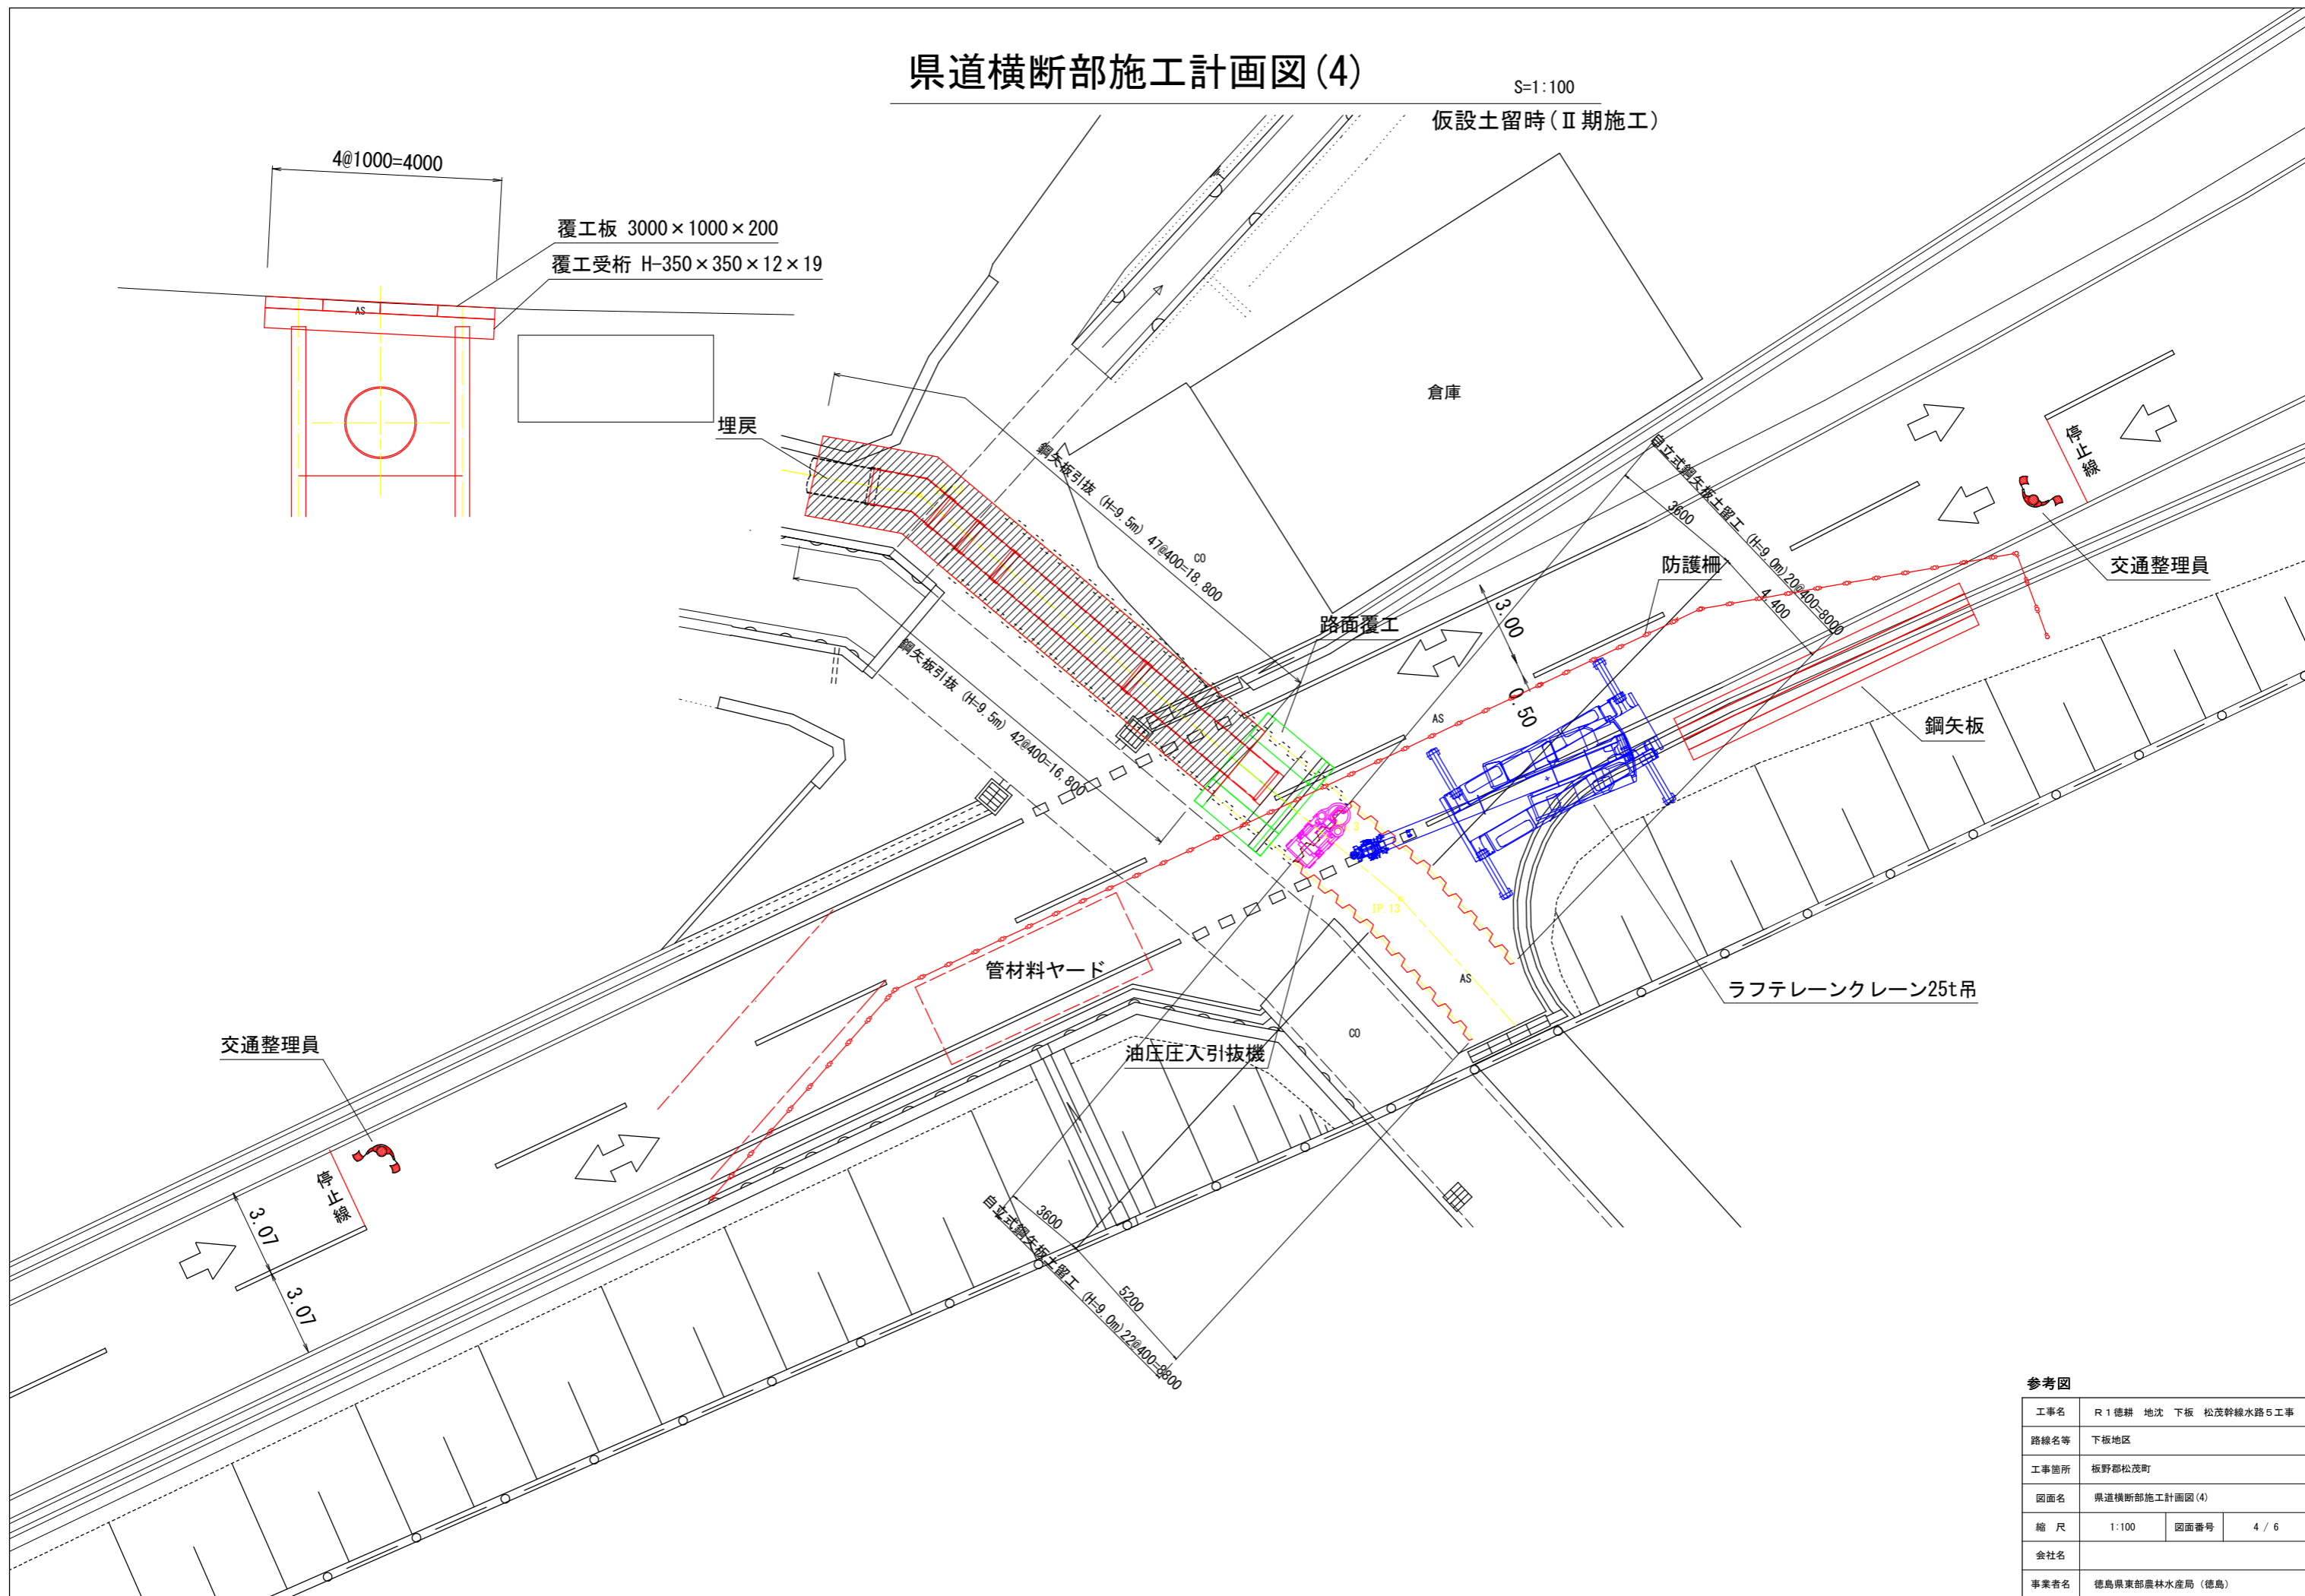 県道横断部施工計画図(4)
S=1:100
仮設土留時(Ⅱ期施工)
4@1000=4000
覆工板 3000×1000×200
覆工受桁 H-350×350×12×19
AS
埋戻
倉庫
鋼矢板引抜 (H=9.5m) 47@400=18.800
CO
自立式鋼矢板土留工 (H=9.0m)20@400=8000
3600
4.400
停止線
交通整理員
防護柵
3.00
0.50
路面覆工
AS
鋼矢板
鋼矢板引抜 (H=9.5m) 42@400=16.800
IP.13
管材料ヤード
AS
ラフテレーンクレーン25t吊
CO
油圧圧入引抜機
交通整理員
停止線
3.07
3.07
自立式鋼矢板土留工 (H=9.0m)22@400=8800
3600
5200
参考図
工事名 R1徳耕 地沈 下板 松茂幹線水路5工事
路線名等 下板地区
工事箇所 板野郡松茂町
図面名 県道横断部施工計画図(4)
縮 尺 1:100 図面番号 4 / 6
会社名
事業者名 徳島県東部農林水産局(徳島)